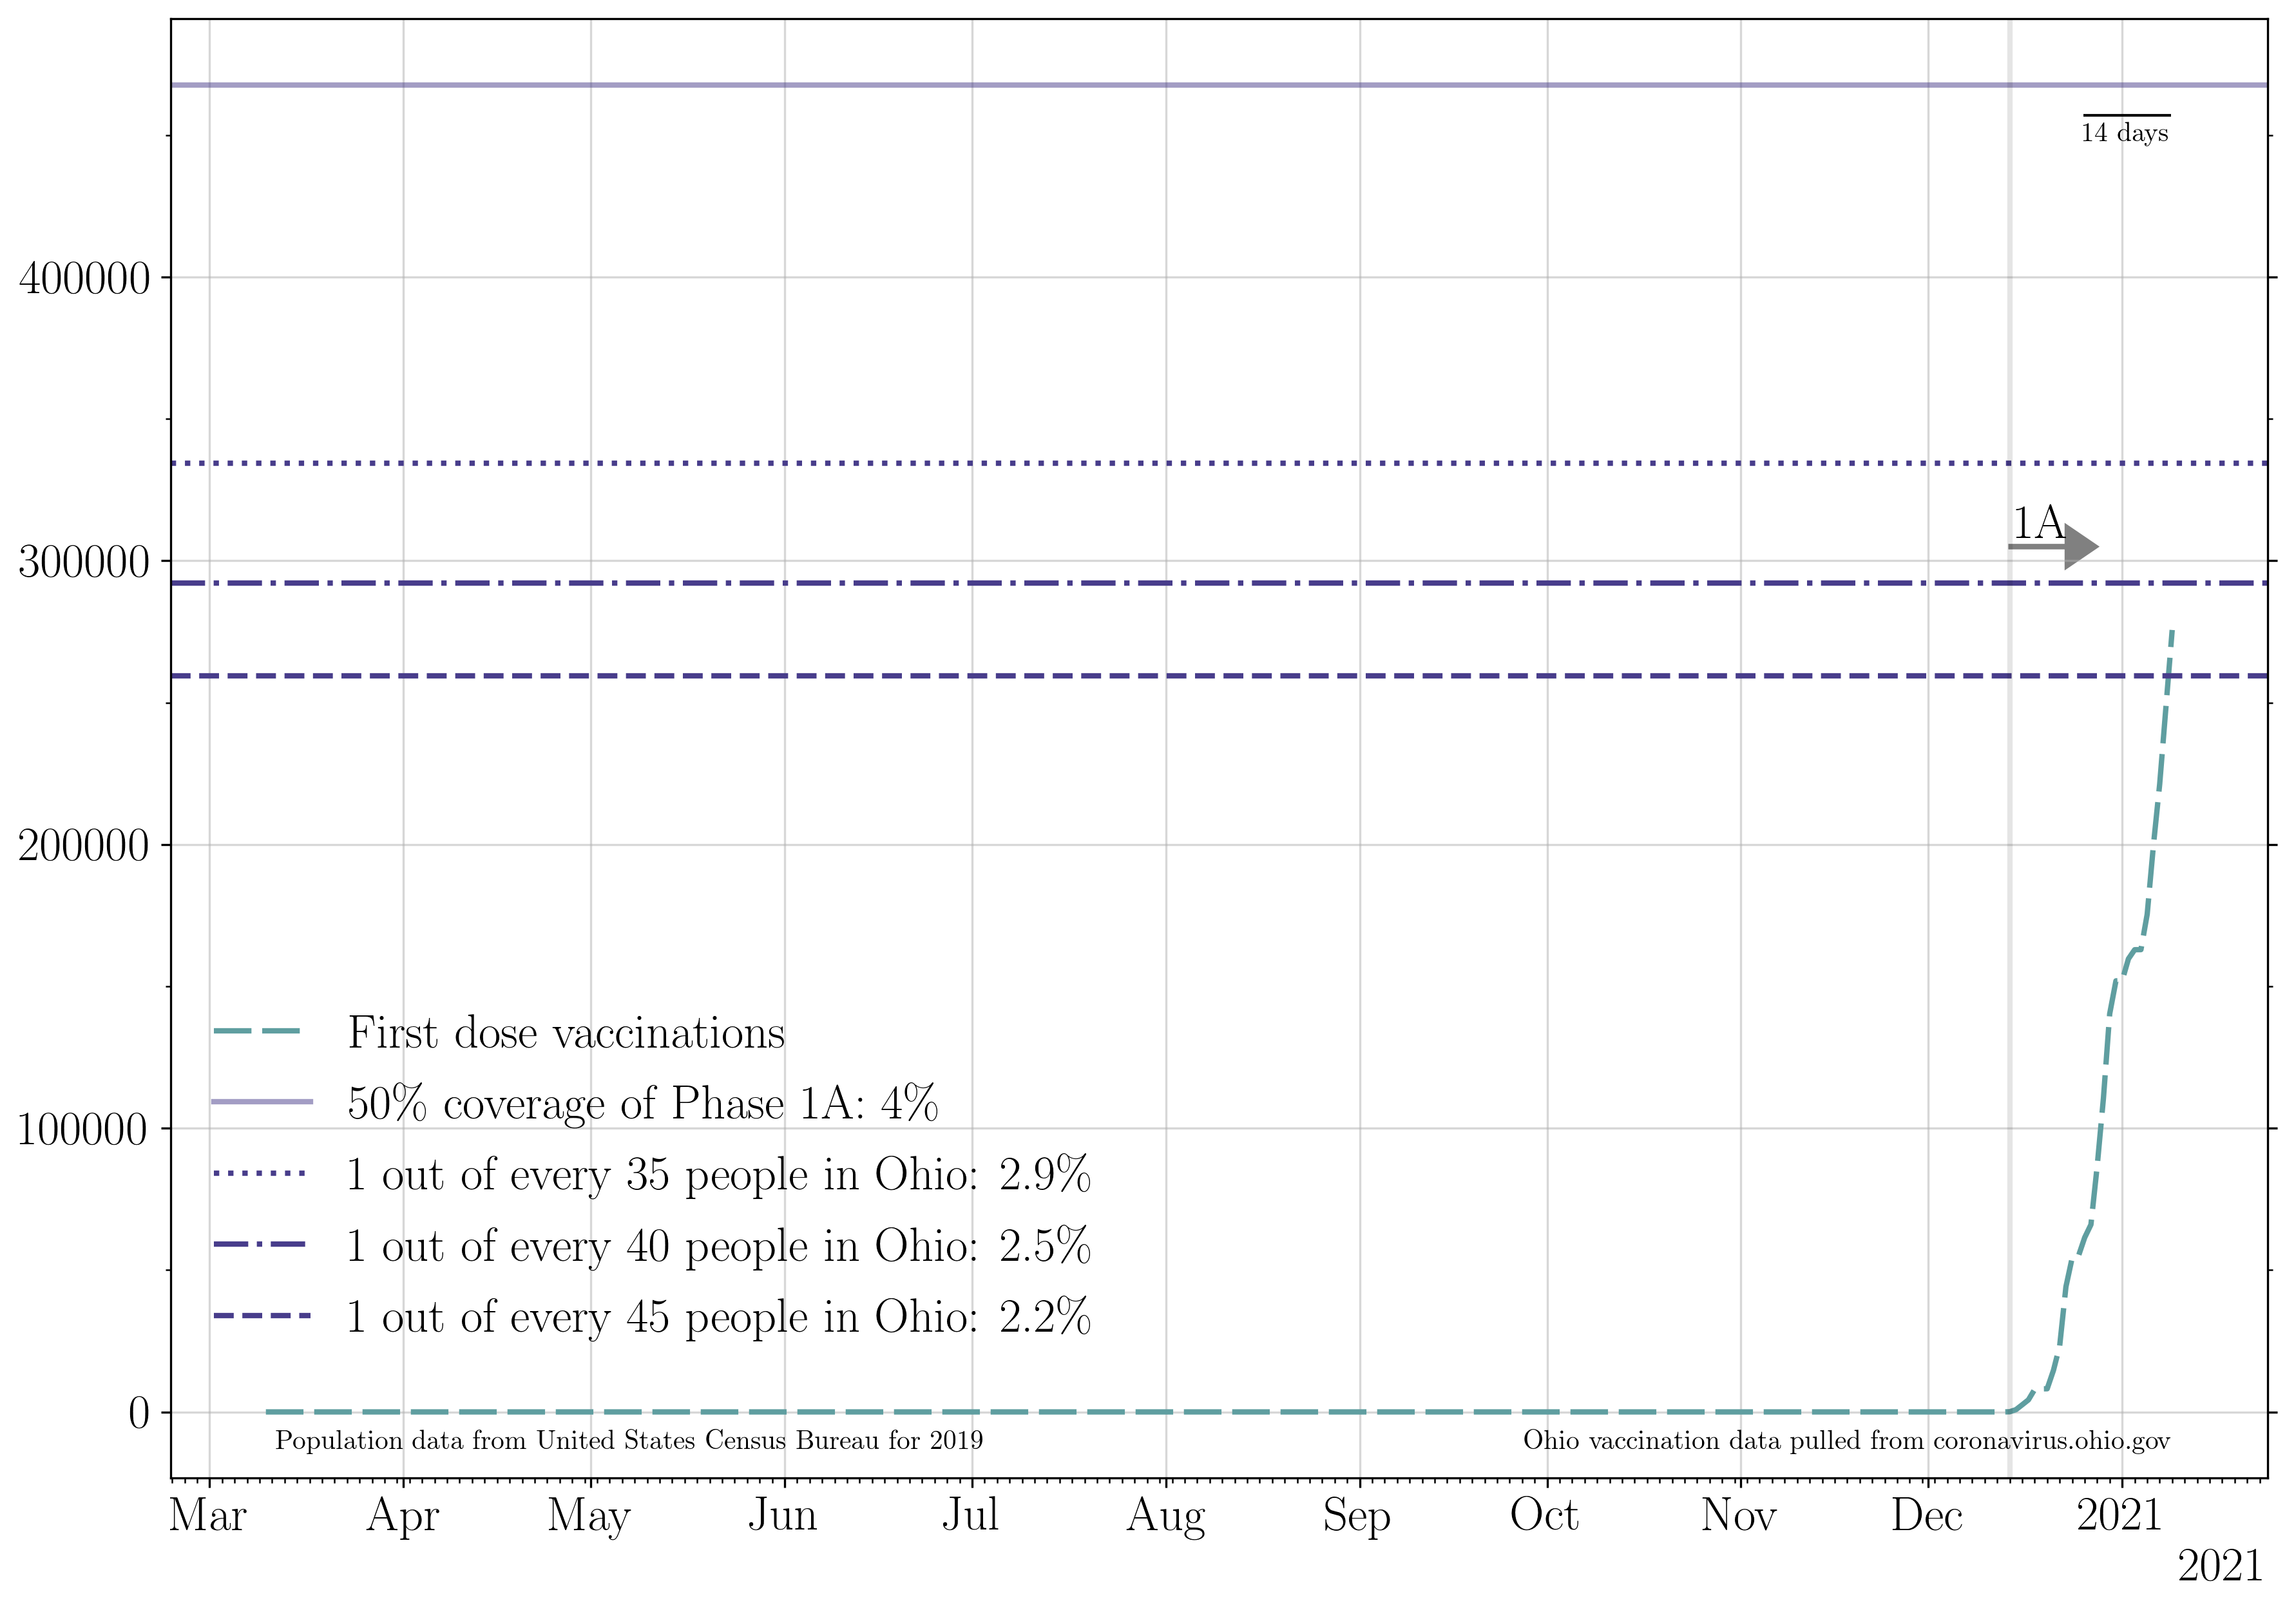 14 days
400000
1A
300000
200000
First dose vaccinations
50% coverage of Phase 1A: 4%
100000
1 out of every 35 people in Ohio: 2.9%
1 out of every 40 people in Ohio: 2.5%
1 out of every 45 people in Ohio: 2.2%
0
Population data from United States Census Bureau for 2019
Ohio vaccination data pulled from coronavirus.ohio.gov
Mar Apr May Jun Jul Aug Sep Oct Nov Dec 2021
2021